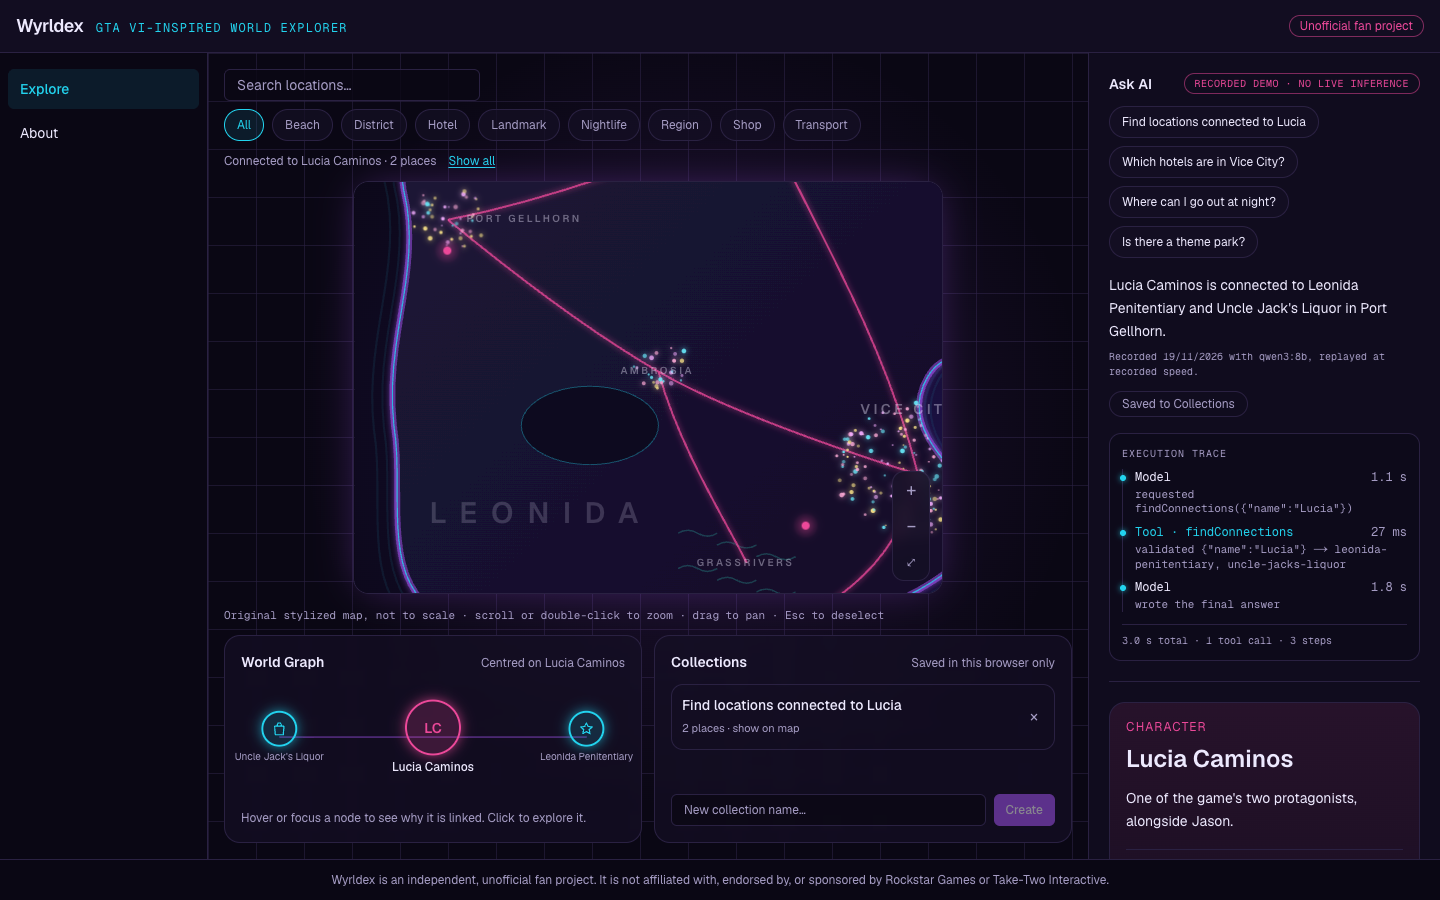 Wyrldex GTA VI-INSPIRED WORLD EXPLORER
Unofficial fan project
Explore
About
Search locations…
All
Beach
District
Hotel
Landmark
Nightlife
Region
Shop
Transport
Connected to Lucia Caminos · 2 places Show all
PORT GELLHORN
AMBROSIA
VICE CIT
LEONIDA
GRASSRIVERS
+
−
Original stylized map, not to scale · scroll or double-click to zoom · drag to pan · Esc to deselect
World Graph
Centred on Lucia Caminos
LC
Uncle Jack's Liquor
Lucia Caminos
Leonida Penitentiary
Hover or focus a node to see why it is linked. Click to explore it.
Collections
Saved in this browser only
Find locations connected to Lucia
2 places · show on map
×
New collection name…
Create
Ask AI
RECORDED DEMO · NO LIVE INFERENCE
Find locations connected to Lucia
Which hotels are in Vice City?
Where can I go out at night?
Is there a theme park?
Lucia Caminos is connected to Leonida
Penitentiary and Uncle Jack's Liquor in Port
Gellhorn.
Recorded 19/11/2026 with qwen3:8b, replayed at
recorded speed.
Saved to Collections
EXECUTION TRACE
Model 1.1 s
requested
findConnections({"name":"Lucia"})
Tool · findConnections 27 ms
validated {"name":"Lucia"} → leonida-
penitentiary, uncle-jacks-liquor
Model 1.8 s
wrote the final answer
3.0 s total · 1 tool call · 3 steps
CHARACTER
Lucia Caminos
One of the game's two protagonists,
alongside Jason.
Wyrldex is an independent, unofficial fan project. It is not affiliated with, endorsed by, or sponsored by Rockstar Games or Take-Two Interactive.